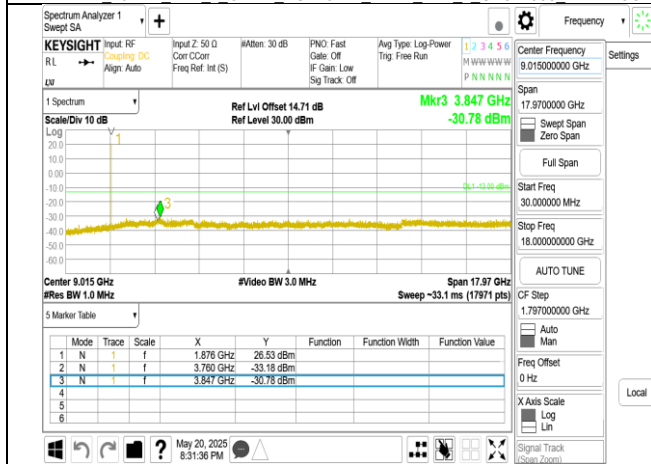 Spectrum Analyzer 1
Swept SA
+
Frequency
KEYSIGHT
RL
Input: RF
Coupling: DC
Align: Auto
Input Z: 50 Ω
Corr CCorr
Freq Ref: Int (S)
#Atten: 30 dB
PNO: Fast
Gate: Off
IF Gain: Low
Sig Track: Off
Avg Type: Log-Power
Trig: Free Run
1 2 3 4 5 6
M W W W W W
P N N N N N
Center Frequency
9.015000000 GHz
Settings
1 Spectrum
Scale/Div 10 dB
Ref Lvl Offset 14.71 dB
Ref Level 30.00 dBm
Mkr3 3.847 GHz
-30.78 dBm
Span
17.9700000 GHz
Swept Span
Zero Span
Full Span
Log
20.0
10.0
0.00
-10.0
-20.0
-30.0
-40.0
-50.0
-60.0
1
3
DL1 -13.00 dBm
Start Freq
30.000000 MHz
Stop Freq
18.000000000 GHz
AUTO TUNE
Center 9.015 GHz
#Res BW 1.0 MHz
#Video BW 3.0 MHz
Span 17.97 GHz
Sweep ~33.1 ms (17971 pts)
CF Step
1.797000000 GHz
Auto
Man
5 Marker Table
Mode Trace Scale X Y Function Function Width Function Value
1 N 1 f 1.876 GHz 26.53 dBm
2 N 1 f 3.760 GHz -33.18 dBm
3 N 1 f 3.847 GHz -30.78 dBm
4
5
6
Freq Offset
0 Hz
X Axis Scale
Log
Lin
Local
Signal Track
(Span Zoom)
?
May 20, 2025
8:31:36 PM